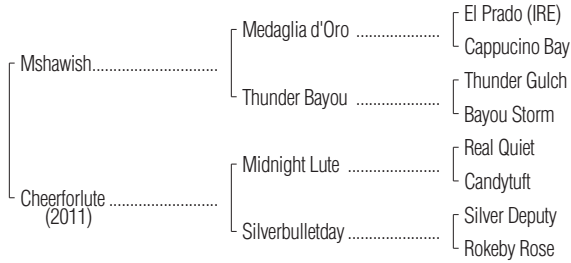 El Prado (IRE)
Medaglia d'Oro ....................
Cappucino Bay
Mshawish..............................
Thunder Gulch
Thunder Bayou ....................
Bayou Storm
Real Quiet
Midnight Lute ......................
Candytuft
Cheerforlute ..........................
(2011)
Silver Deputy
Silverbulletday......................
Rokeby Rose